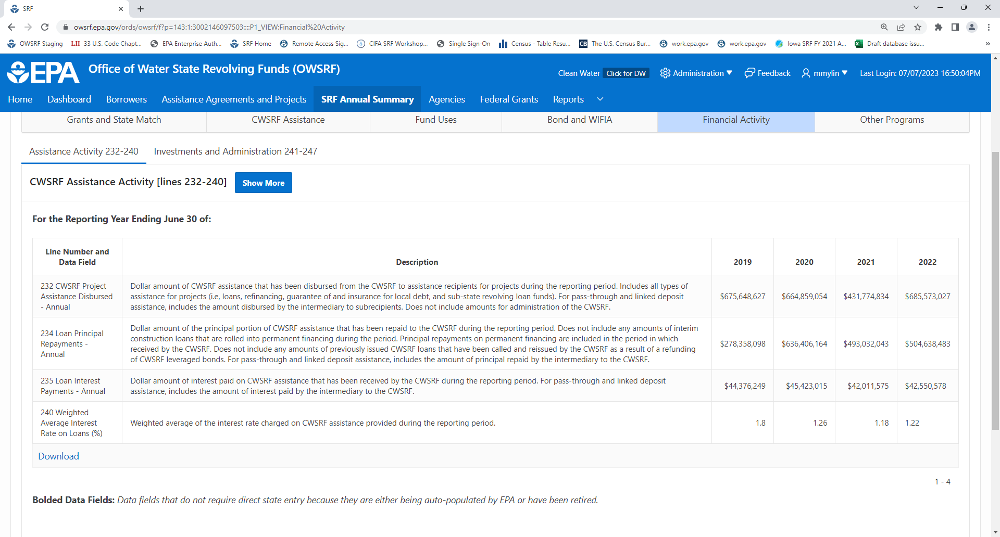 SRF
owsrf.epa.gov/ords/owsrf/f?p=143:1:3002146097503::::P1_VIEW:Financial%20Activity
OWSRF Staging LII 33 U.S. Code Chapt... EPA Enterprise Auth... SRF Home Remote Access Sig... CIFA SRF Workshop... Single Sign-On Census - Table Resu... CB The U.S. Census Bur... work.epa.gov work.epa.gov Iowa SRF FY 2021 A... Draft database issu... »
EPA Office of Water State Revolving Funds (OWSRF)
Clean Water Click for DW Administration Feedback mmylin Last Login: 07/07/2023 16:50:04PM
Home Dashboard Borrowers Assistance Agreements and Projects SRF Annual Summary Agencies Federal Grants Reports
Grants and State Match CWSRF Assistance Fund Uses Bond and WIFIA Financial Activity Other Programs
Assistance Activity 232-240 Investments and Administration 241-247
CWSRF Assistance Activity [lines 232-240] Show More
For the Reporting Year Ending June 30 of:
Line Number and
Data Field
Description
2019 2020 2021 2022
232 CWSRF Project
Assistance Disbursed
- Annual
Dollar amount of CWSRF assistance that has been disbursed from the CWSRF to assistance recipients for projects during the reporting period. Includes all types of
assistance for projects (i.e, loans, refinancing, guarantee of and insurance for local debt, and sub-state revolving loan funds). For pass-through and linked deposit
assistance, includes the amount disbursed by the intermediary to subrecipients. Does not include amounts for administration of the CWSRF.
$675,648,627 $664,859,054 $431,774,834 $685,573,027
234 Loan Principal
Repayments -
Annual
Dollar amount of the principal portion of CWSRF assistance that has been repaid to the CWSRF during the reporting period. Does not include any amounts of interim
construction loans that are rolled into permanent financing during the period. Principal repayments on permanent financing are included in the period in which
received by the CWSRF. Does not include any amounts of previously issued CWSRF loans that have been called and reissued by the CWSRF as a result of a refunding
of CWSRF leveraged bonds. For pass-through and linked deposit assistance, includes the amount of principal repaid by the intermediary to the CWSRF.
$278,358,098 $636,406,164 $493,032,043 $504,638,483
235 Loan Interest
Payments - Annual
Dollar amount of interest paid on CWSRF assistance that has been received by the CWSRF during the reporting period. For pass-through and linked deposit
assistance, includes the amount of interest paid by the intermediary to the CWSRF.
$44,376,249 $45,423,015 $42,011,575 $42,550,578
240 Weighted
Average Interest
Rate on Loans (%)
Weighted average of the interest rate charged on CWSRF assistance provided during the reporting period.
1.8 1.26 1.18 1.22
Download
1 - 4
Bolded Data Fields: Data fields that do not require direct state entry because they are either being auto-populated by EPA or have been retired.